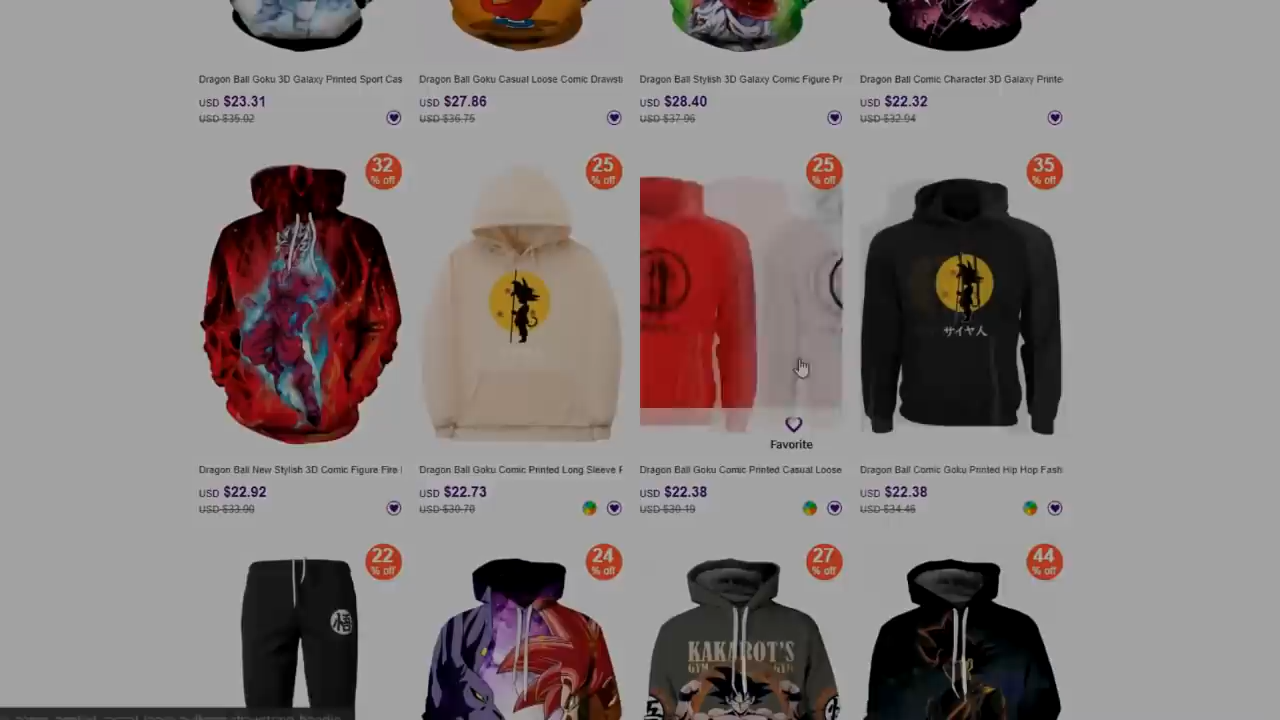 Dragon Ball Goku 3D Galaxy Printed Sport Cas
USD $23.31
USD $35.02
Dragon Ball Goku Casual Loose Comic Drawst
USD $27.86
USD $36.75
Dragon Ball Stylish 3D Galaxy Comic Figure Pr
USD $28.40
USD $37.96
Dragon Ball Comic Character 3D Galaxy Printe
USD $22.32
USD $32.94
32
% off
25
% off
25
% off
35
% off
サイヤ人
Favorite
Dragon Ball New Stylish 3D Comic Figure Fire
USD $22.92
USD $33.90
Dragon Ball Goku Comic Printed Long Sleeve F
USD $22.73
USD $30.70
Dragon Ball Goku Comic Printed Casual Loose
USD $22.38
USD $30.19
Dragon Ball Comic Goku Printed Hip Hop Fash
USD $22.38
USD $34.46
22
% off
24
% off
27
% off
44
% off
悟
KAKAROT'S
GYM GYM